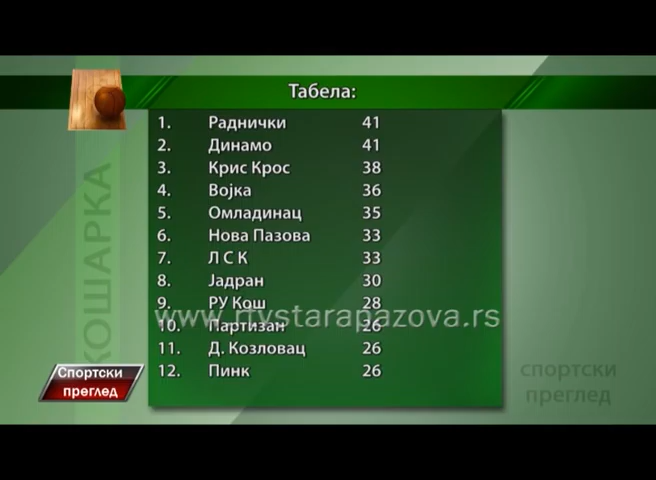 Табела:
1. Раднички 41
2. Динамо 41
3. Крис Крос 38
4. Војка 36
5. Омладинац 35
6. Нова Пазова 33
7. Л С К 33
8. Јадран 30
9. РУ Кош 28
www.rtvstarapazova.rs
10. Партизан 26
11. Д. Козловац 26
12. Пинк 26
КОШАРКА
Спортски
преглед
спортски
преглед